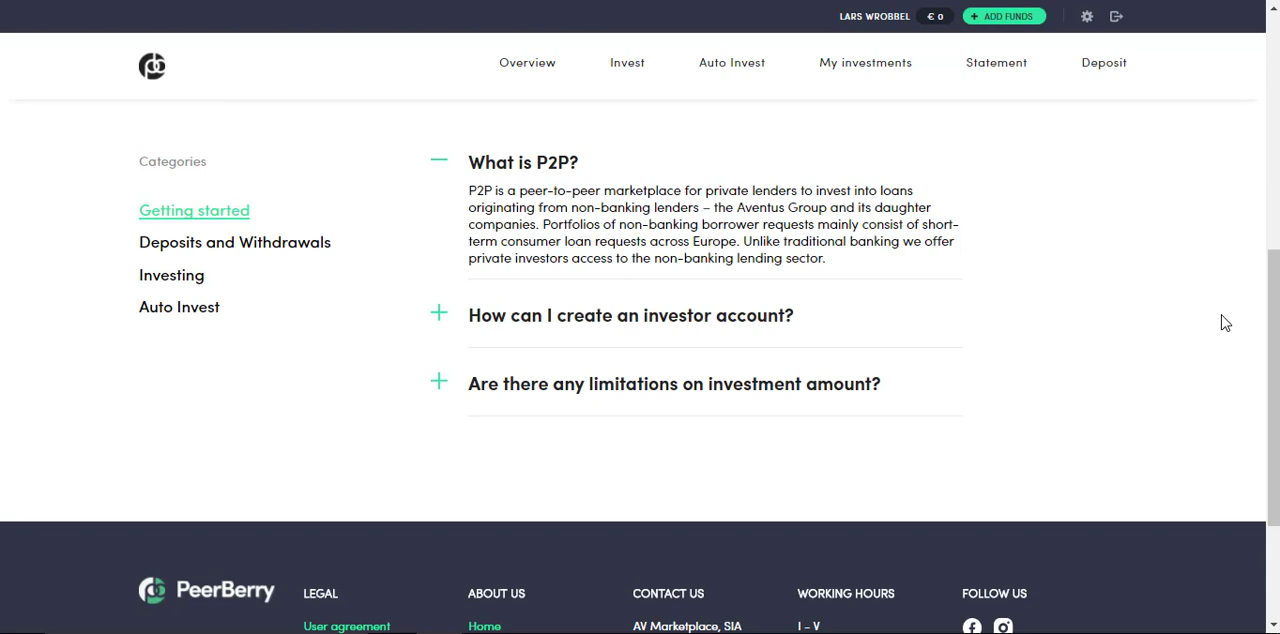 LARS WROBBEL € 0 + ADD FUNDS
Overview Invest Auto Invest My investments Statement Deposit
Categories
Getting started
Deposits and Withdrawals
Investing
Auto Invest
What is P2P?
P2P is a peer-to-peer marketplace for private lenders to invest into loans
originating from non-banking lenders – the Aventus Group and its daughter
companies. Portfolios of non-banking borrower requests mainly consist of short-
term consumer loan requests across Europe. Unlike traditional banking we offer
private investors access to the non-banking lending sector.
How can I create an investor account?
Are there any limitations on investment amount?
PeerBerry
LEGAL
User agreement
ABOUT US
Home
CONTACT US
AV Marketplace, SIA
WORKING HOURS
I – V
FOLLOW US